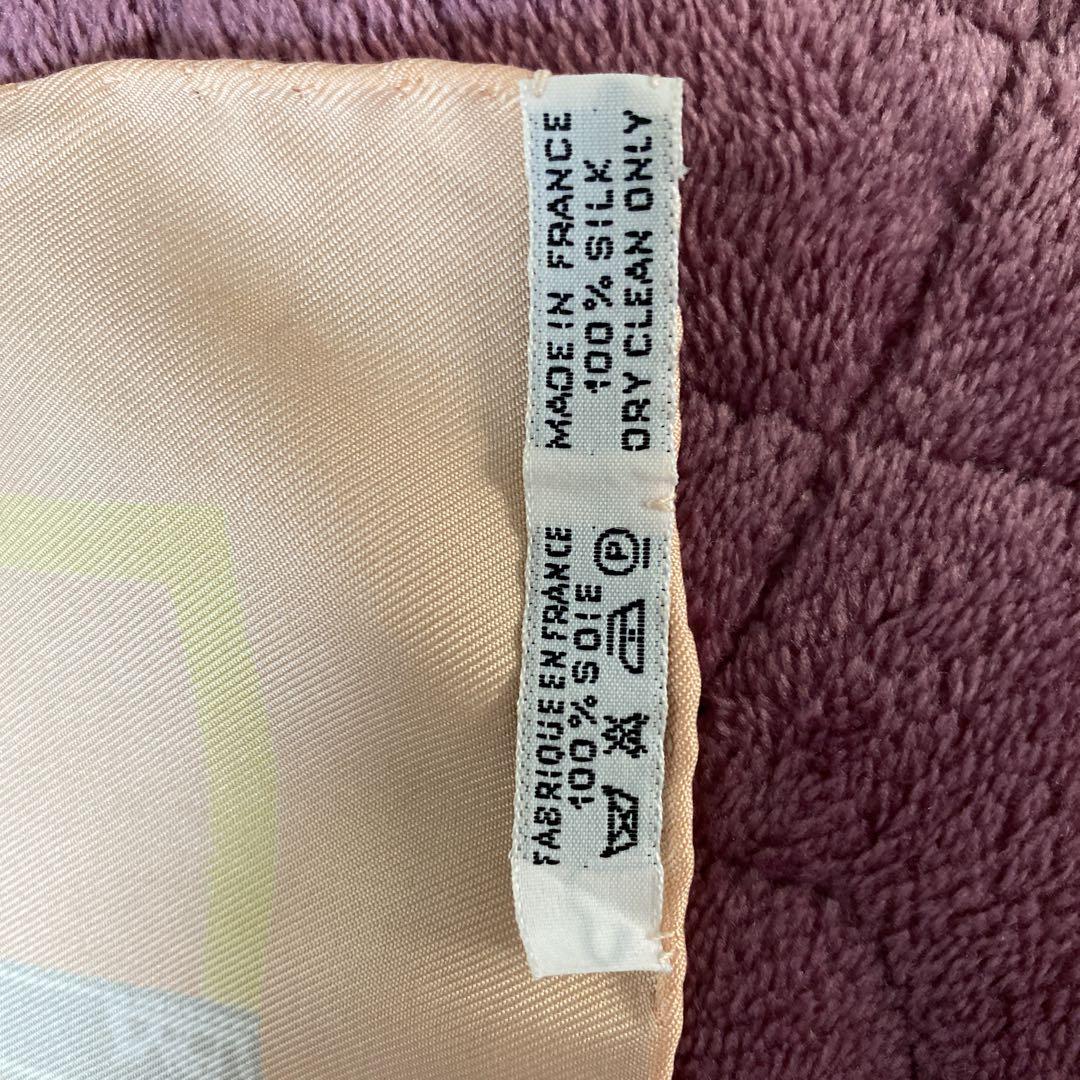 MADE IN FRANCE
100 % SILK
DRY CLEAN ONLY
FABRIQUE EN FRANCE
100 % SOIE
P